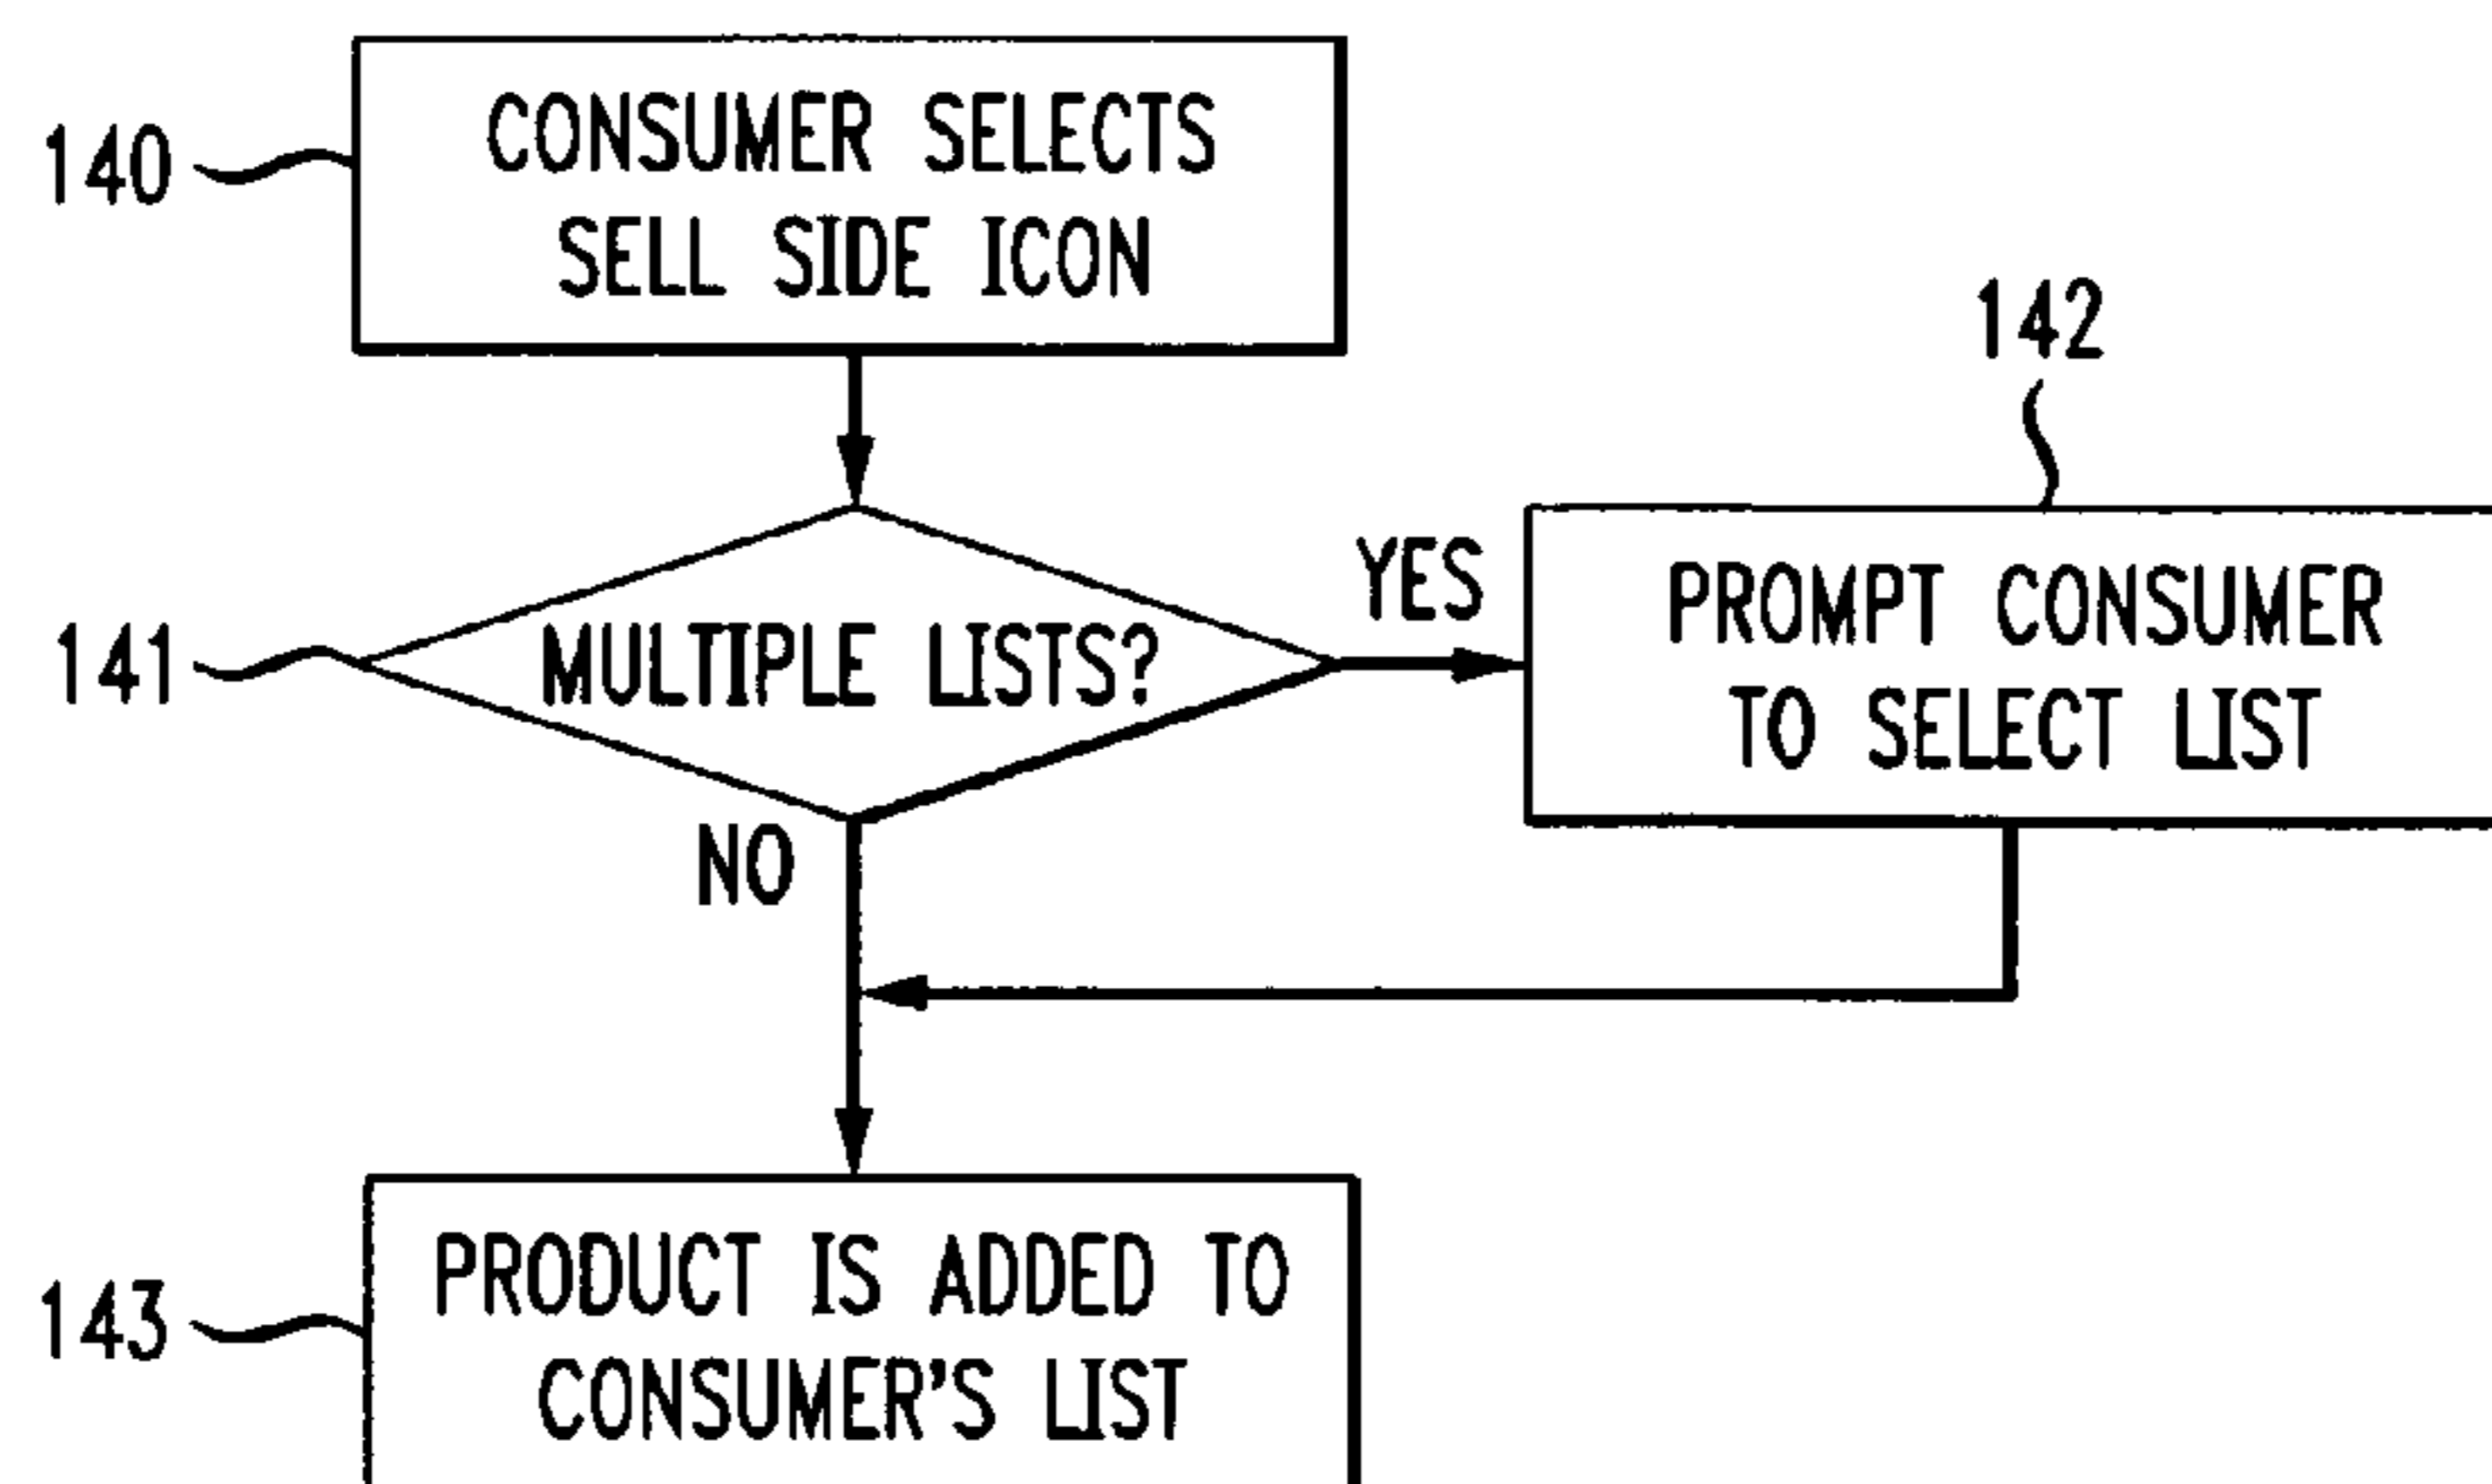 140
CONSUMER SELECTS
SELL SIDE ICON
142
141
MULTIPLE LISTS?
YES
PROMPT CONSUMER
TO SELECT LIST
NO
143
PRODUCT IS ADDED TO
CONSUMER'S LIST